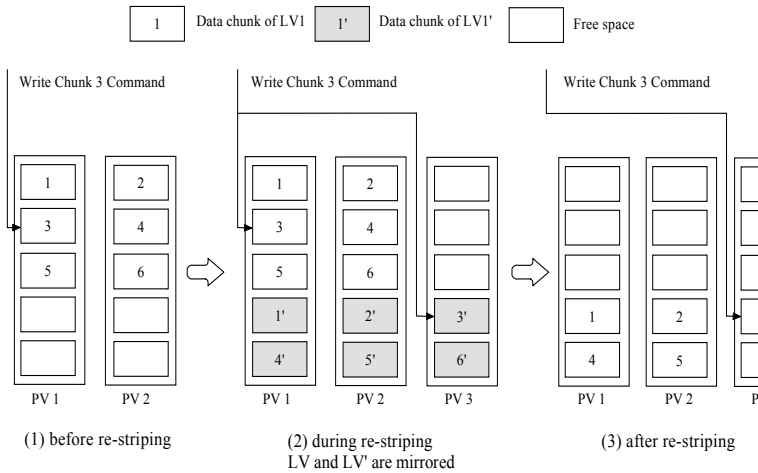 1 Data chunk of LV1 1' Data chunk of LV1' Free space
Write Chunk 3 Command Write Chunk 3 Command Write Chunk 3 Command
1 2 1 2
3 4 3 4
5 6 5 6
1' 2' 3' 1 2
4' 5' 6' 4 5
PV 1 PV 2 PV 1 PV 2 PV 3 PV 1 PV 2
(1) before re-striping (2) during re-striping (3) after re-striping
LV and LV' are mirrored